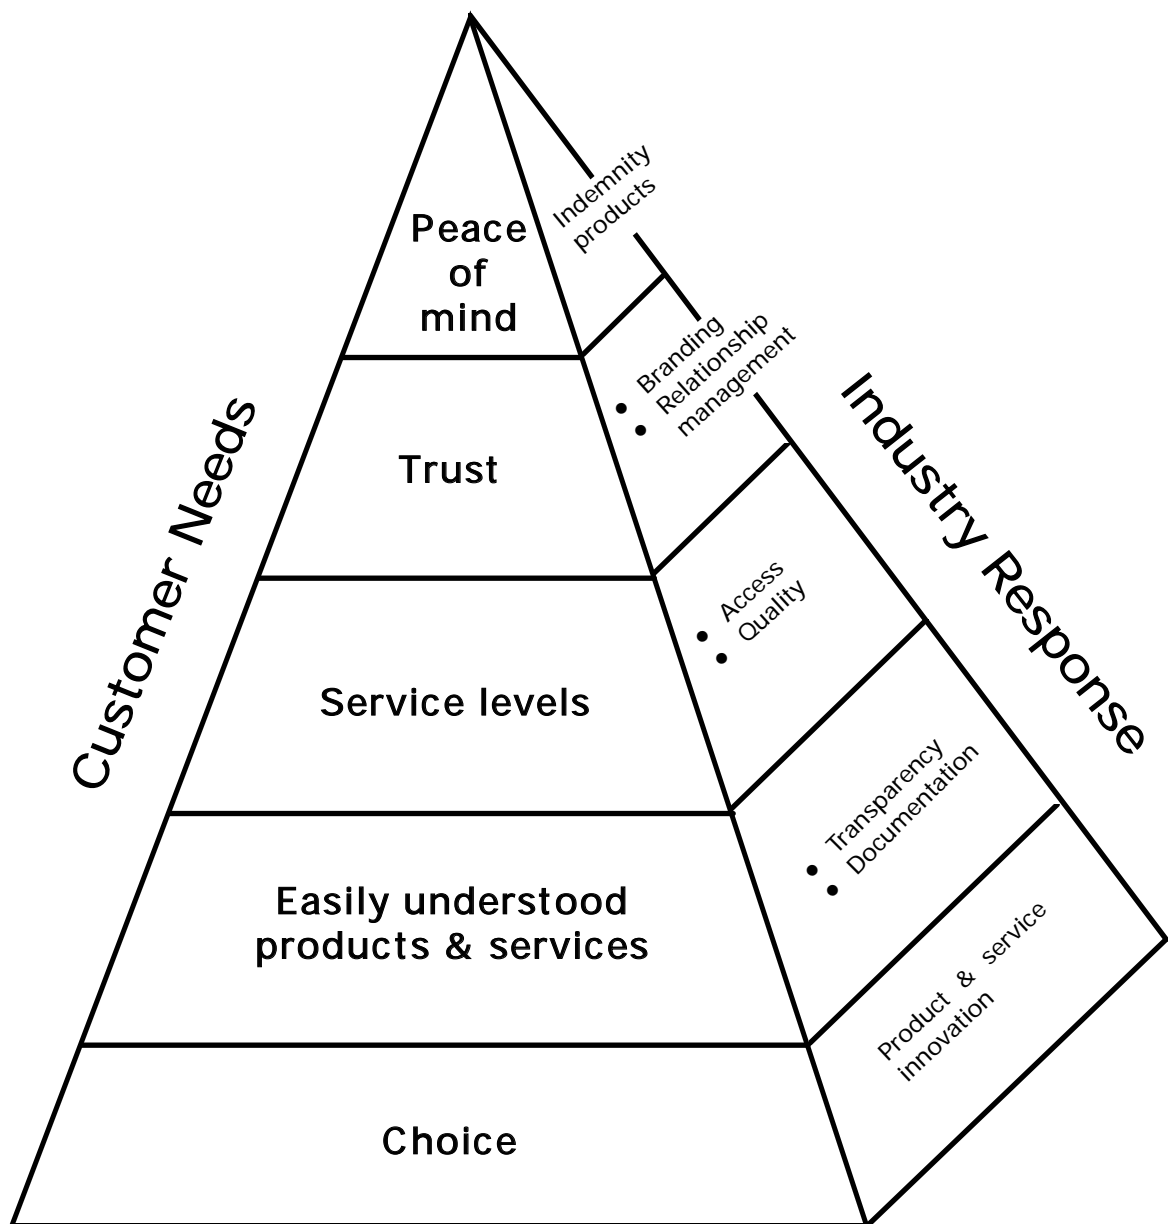 Peace
of
mind
Indemnity
products
Trust
• Branding
• Relationship
management
Customer Needs
Industry Response
Service levels
• Access
• Quality
Easily understood
products & services
• Transparency
• Documentation
Choice
Product & service
innovation